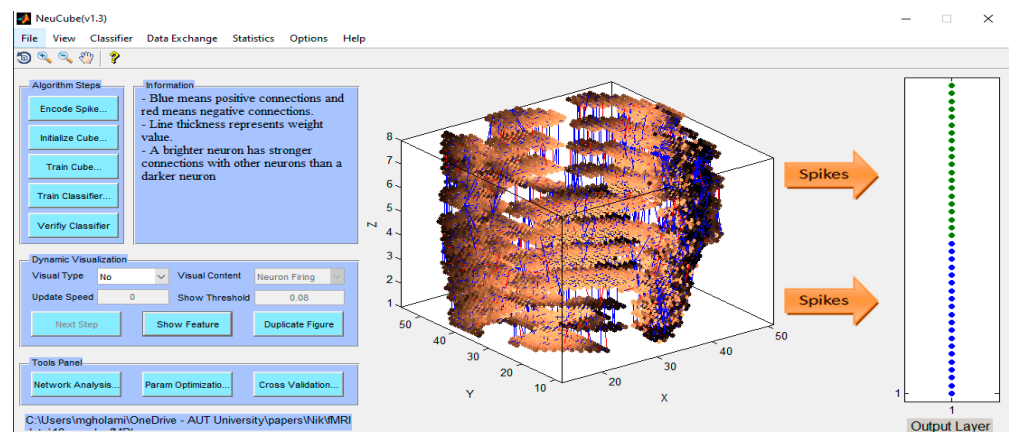 NeuCube(v1.3)
File View Classifier Data Exchange Statistics Options Help
Algorithm Steps
Encode Spike...
Initialize Cube...
Train Cube...
Train Classifier...
Verifiy Classifier
Information
- Blue means positive connections and
red means negative connections.
- Line thickness represents weight
value.
- A brighter neuron has stronger
connections with other neurons than a
darker neuron
Dynamic Visualization
Visual Type No Visual Content Neuron Firing
Update Speed 0 Show Threshold 0.08
Next Step Show Feature Duplicate Figure
Tools Panel
Network Analysis... Param Optimizatio... Cross Validation...
C:\Users\mgholami\OneDrive - AUT University\papers\Nik\fMRI
8
7
6
5
4
3
2
1
Z
50
40
30
20
10
Y
20
30
40
50
X
Spikes
Spikes
1
1
Output Layer